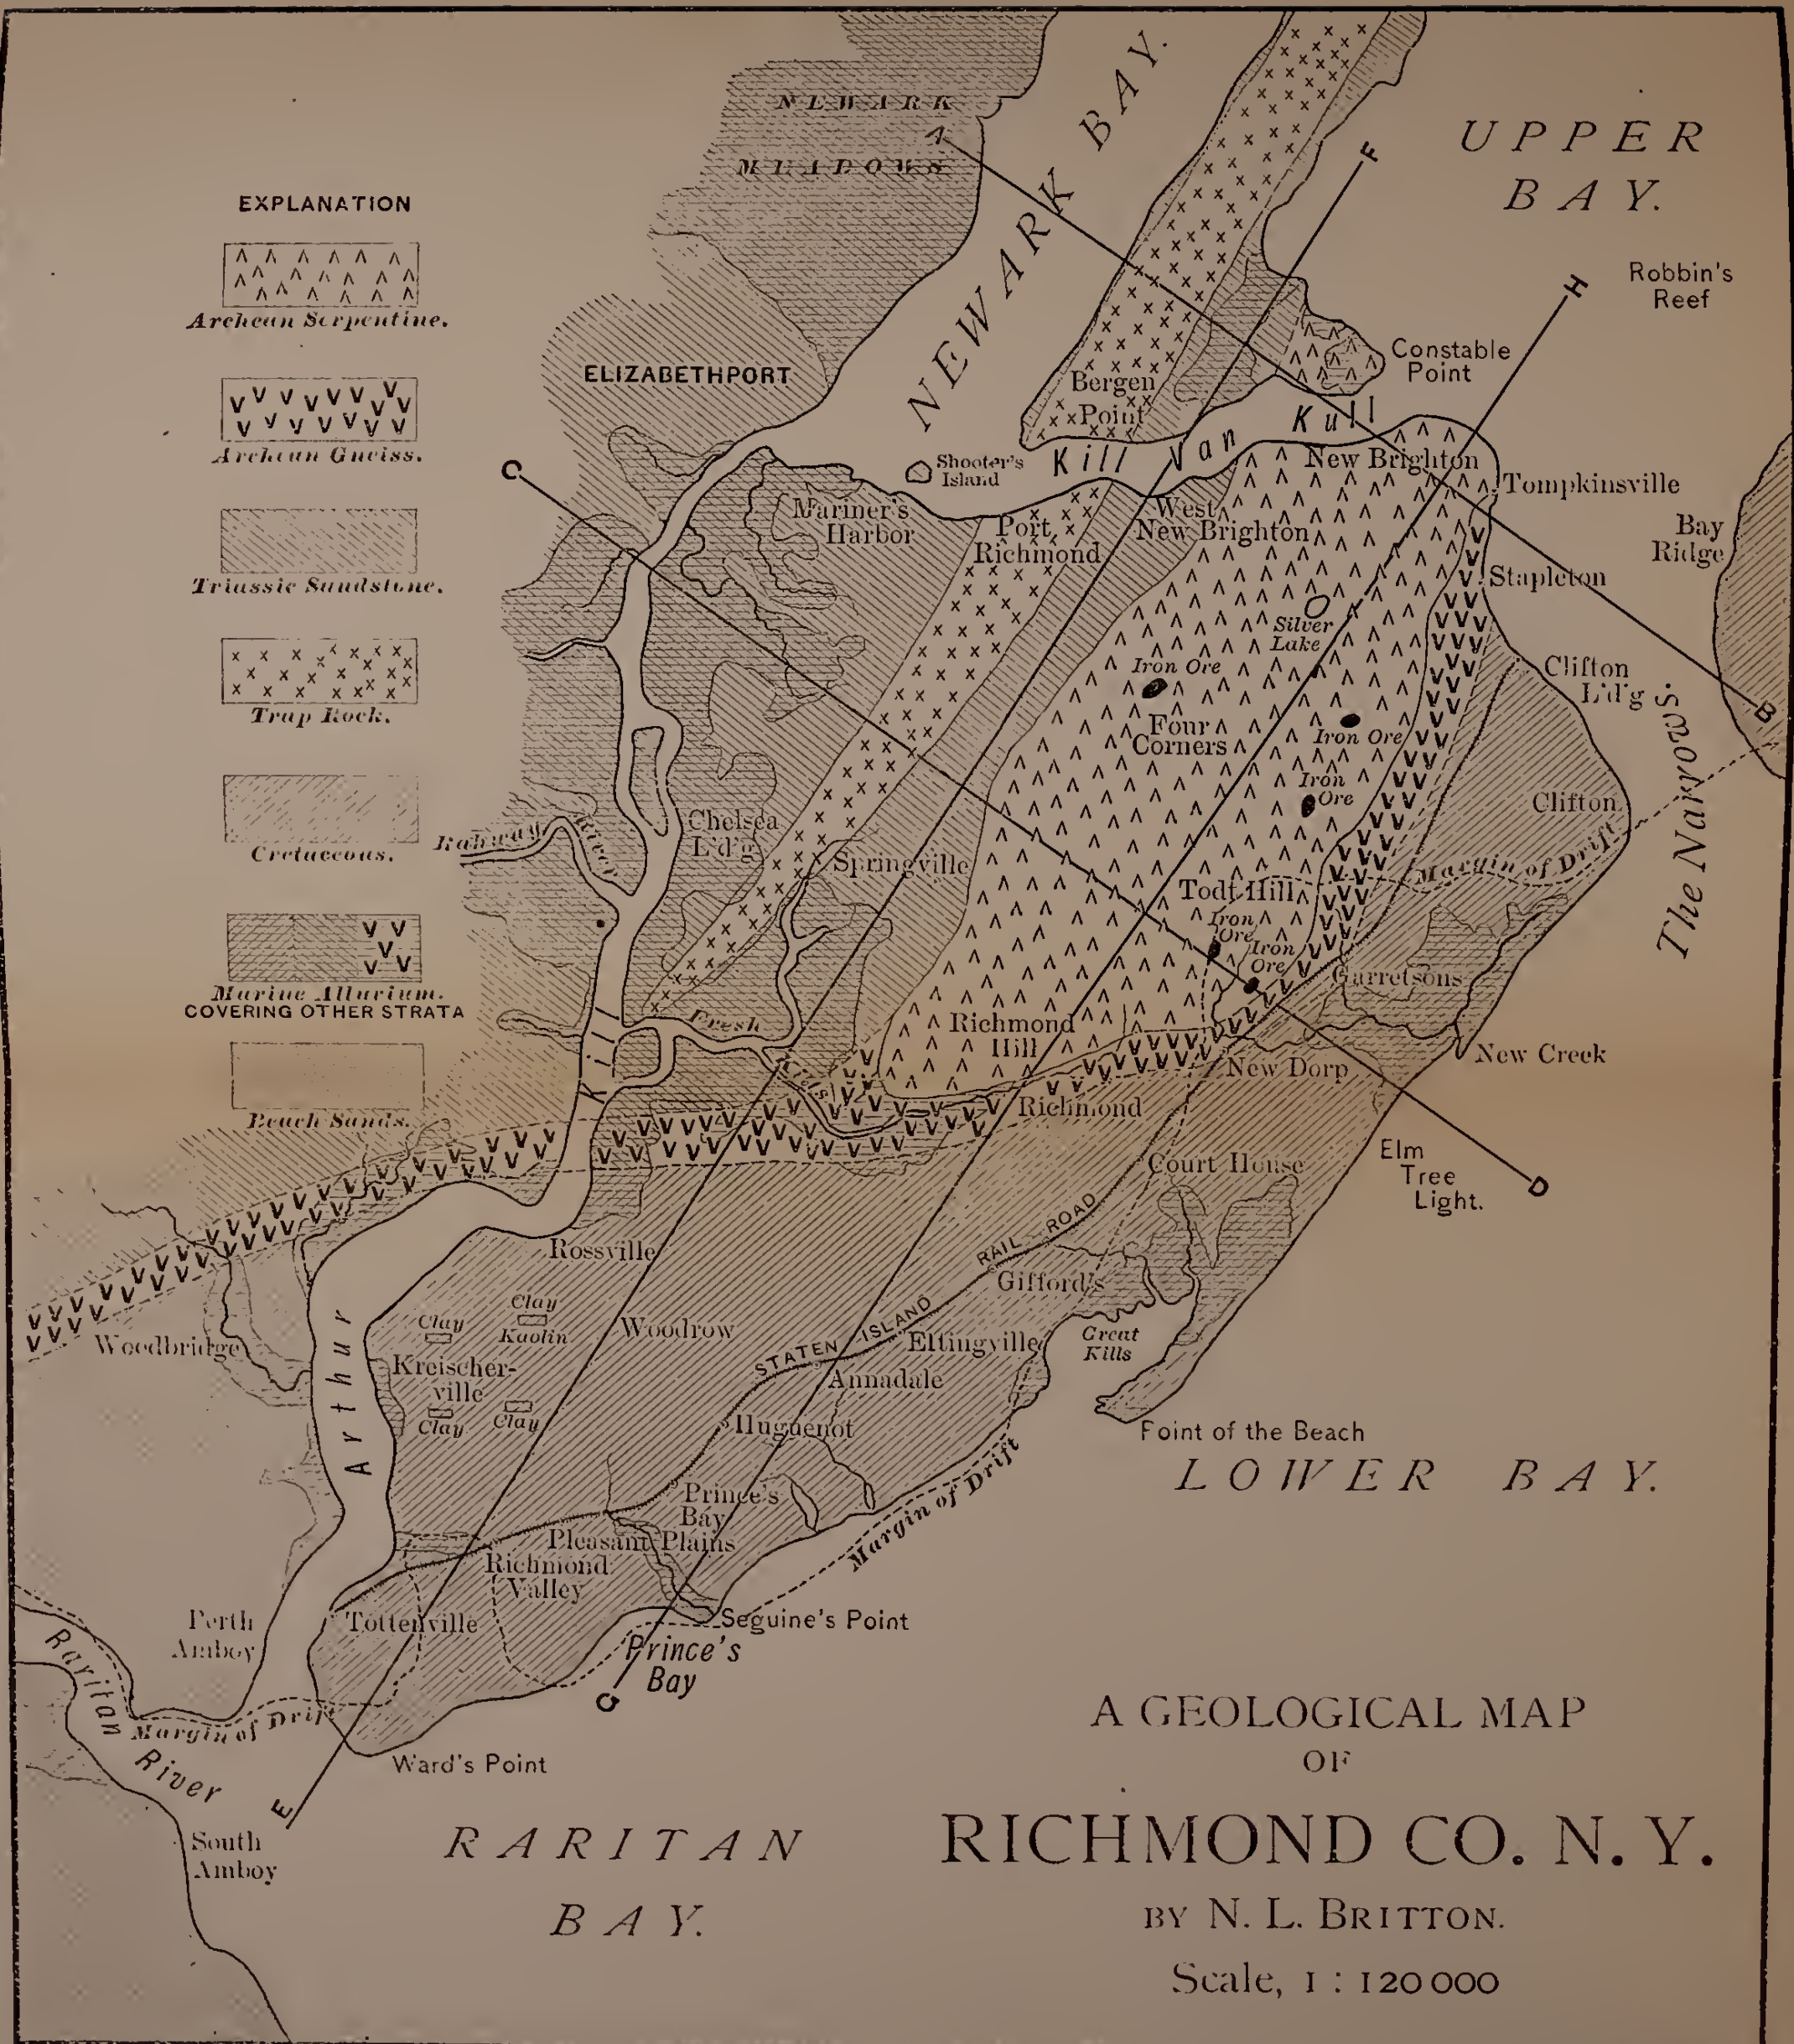 NEWARK
MEADOWS
NEWARK BAY.
UPPER
BAY.
A
F
H
Robbin's
Reef
EXPLANATION
Archean Serpentine.
Archean Gneiss.
Triassic Sandstone.
Trap Rock.
Cretaceous.
Marine Alluvium.
COVERING OTHER STRATA
Beach Sands.
ELIZABETHPORT
Constable
Point
Bergen
Point
Kill Van Kull
C
Shooter's
Island
New Brighton
Tompkinsville
Mariner's
Harbor
Port
Richmond
West
New Brighton
Bay
Ridge
Stapleton
Silver
Lake
Iron Ore
Clifton
L'd'g
The Narrows.
B
Four
Corners
Iron Ore
Iron
Ore
Clifton
Margin of Drift
Rahway River
Chelsea
L'd'g
Springville
Todt Hill
Iron
Ore
Iron
Ore
Garretsons
Fresh
Kills
Richmond
Hill
New Dorp
New Creek
Richmond
Court House
Elm
Tree
Light.
D
Arthur Kill
Rossville
STATEN ISLAND RAIL ROAD
Gifford's
Clay
Clay
Kaolin
Woodrow
Woodbridge
Eltingville
Great
Kills
Kreischer-
ville
Annadale
Clay
Clay
Huguenot
Point of the Beach
LOWER BAY.
Prince's
Bay
Margin of Drift
Pleasant Plains
Richmond
Valley
Perth
Amboy
Tottenville
Seguine's Point
Prince's
Bay
G
Raritan
River
Margin of Drift
Ward's Point
E
South
Amboy
RARITAN
BAY.
A GEOLOGICAL MAP
OF
RICHMOND CO. N. Y.
BY N. L. BRITTON.
Scale, 1 : 120 000